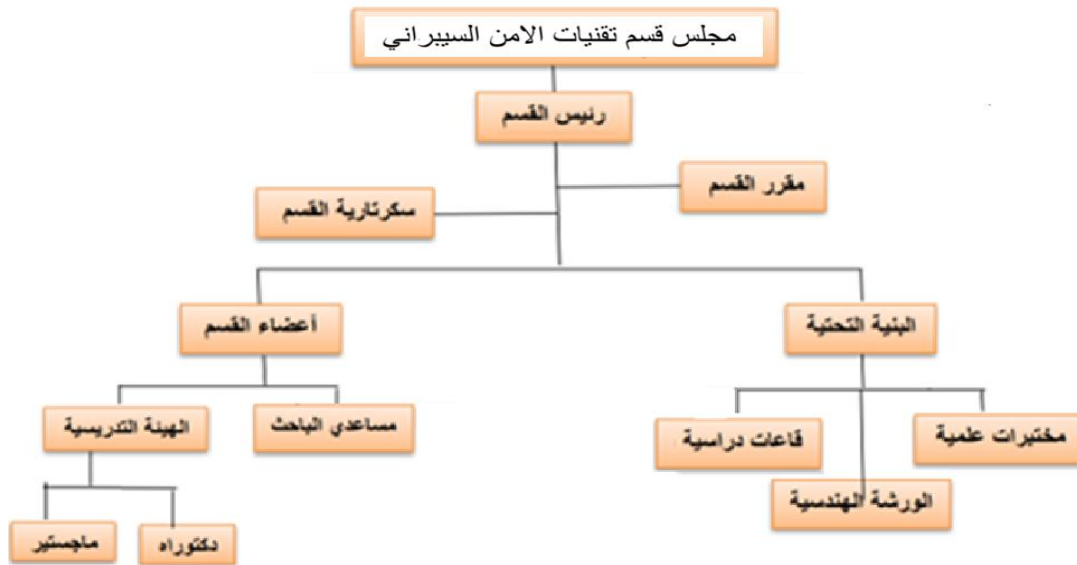 مجلس قسم تقنيات الامن السيبراني
رئيس القسم
مقرر القسم
سكرتارية القسم
البنية التحتية
أعضاء القسم
مختبرات علمية
قاعات دراسية
الورشة الهندسية
مساعدي الباحث
الهيئة التدريسية
دكتوراه
ماجستير